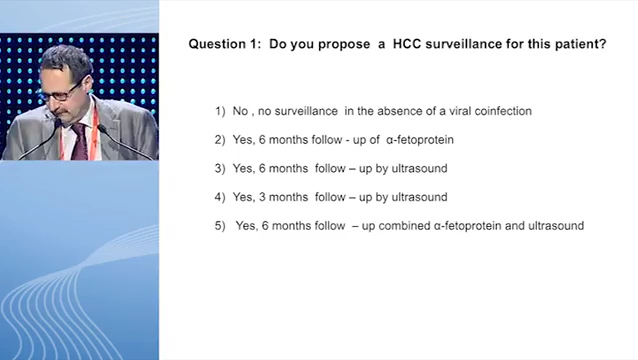 Question 1: Do you propose a HCC surveillance for this patient?
1) No , no surveillance in the absence of a viral coinfection
2) Yes, 6 months follow - up of α-fetoprotein
3) Yes, 6 months follow – up by ultrasound
4) Yes, 3 months follow – up by ultrasound
5) Yes, 6 months follow – up combined α-fetoprotein and ultrasound